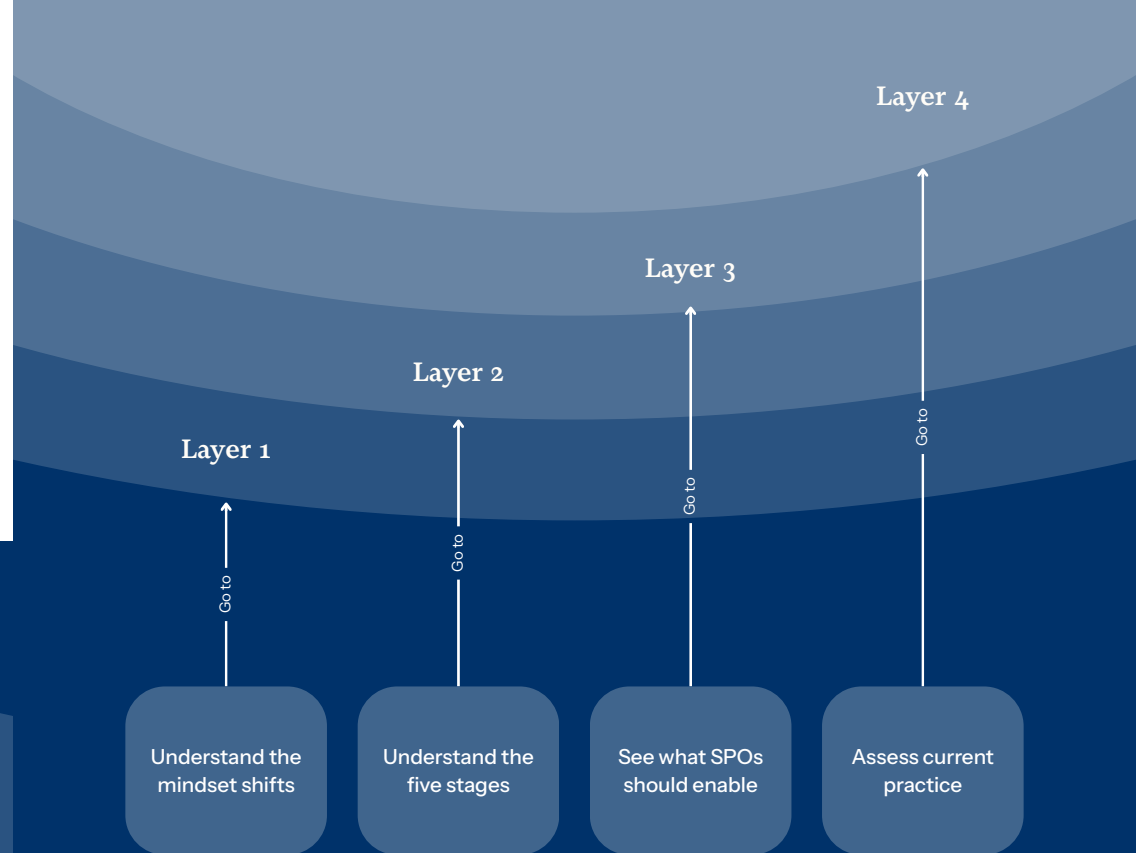 Layer 4
Layer 3
Layer 2
Layer 1
Go to
Go to
Go to
Go to
Understand the
mindset shifts
Understand the
five stages
See what SPOs
should enable
Assess current
practice